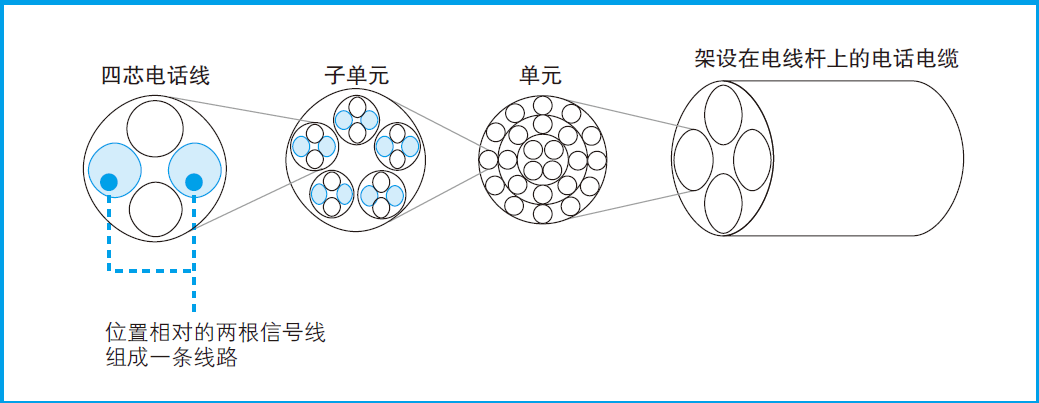 四芯电话线
子单元
单元
架设在电线杆上的电话电缆
位置相对的两根信号线
组成一条线路